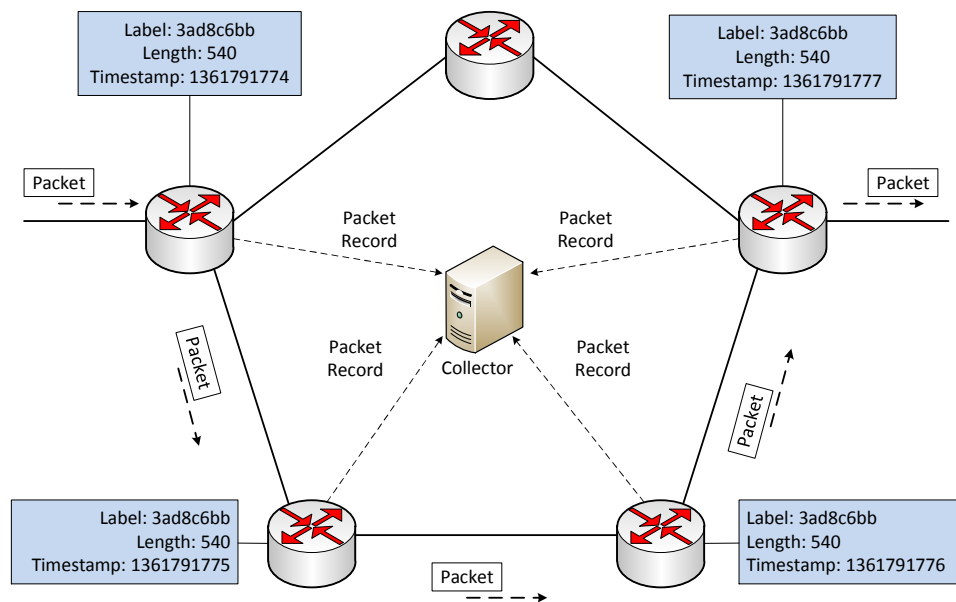 Label: 3ad8c6bb
Length: 540
Timestamp: 1361791774
Label: 3ad8c6bb
Length: 540
Timestamp: 1361791777
Packet
Packet
Packet
Record
Packet
Record
Packet
Packet
Record
Collector
Packet
Record
Packet
Label: 3ad8c6bb
Length: 540
Timestamp: 1361791775
Label: 3ad8c6bb
Length: 540
Timestamp: 1361791776
Packet